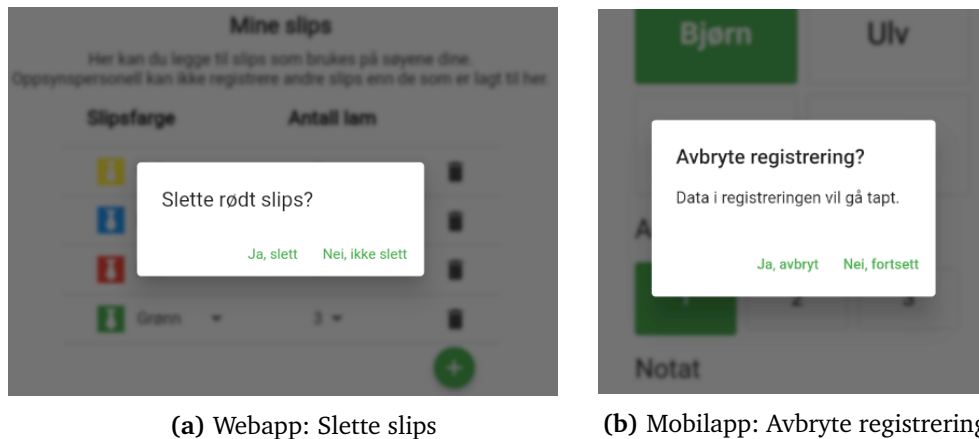 Mine slips
Her kan du legge til slips som brukes på søyene dine.
Oppsynspersonell kan ikke registrere andre slips enn de som er lagt til her.
Slipsfarge Antall lam
Slette rødt slips?
Ja, slett Nei, ikke slett
Grønn 3
(a) Webapp: Slette slips
Bjørn Ulv
Avbryte registrering?
Data i registreringen vil gå tapt.
A
Ja, avbryt Nei, fortsett
1 2 3
Notat
(b) Mobilapp: Avbryte registrering